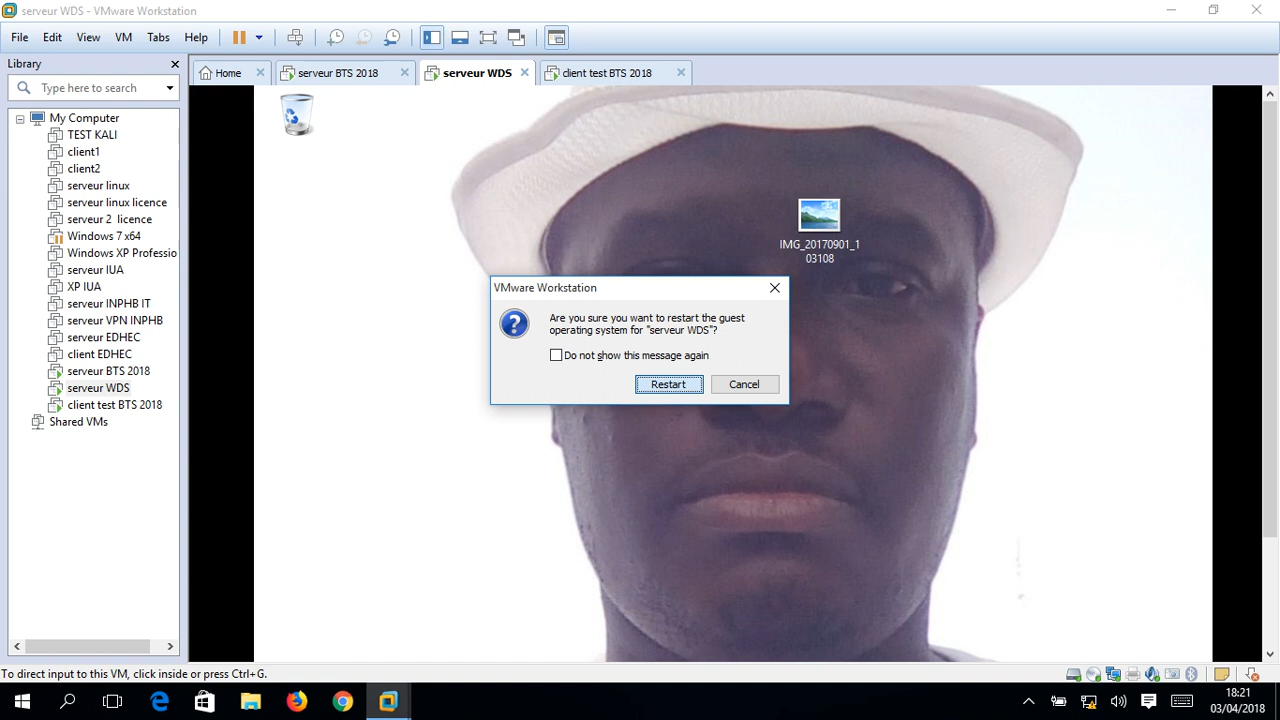 serveur WDS - VMware Workstation
File Edit View VM Tabs Help
Library
Type here to search
My Computer
TEST KALI
client1
client2
serveur linux
serveur linux licence
serveur 2 licence
Windows 7 x64
Windows XP Professio
serveur IUA
XP IUA
serveur INPHB IT
serveur VPN INPHB
serveur EDHEC
client EDHEC
serveur BTS 2018
serveur WDS
client test BTS 2018
Shared VMs
Home serveur BTS 2018 serveur WDS client test BTS 2018
IMG_20170901_1
03108
VMware Workstation
Are you sure you want to restart the guest
operating system for "serveur WDS"?
Do not show this message again
Restart Cancel
To direct input to this VM, click inside or press Ctrl+G.
18:21
03/04/2018